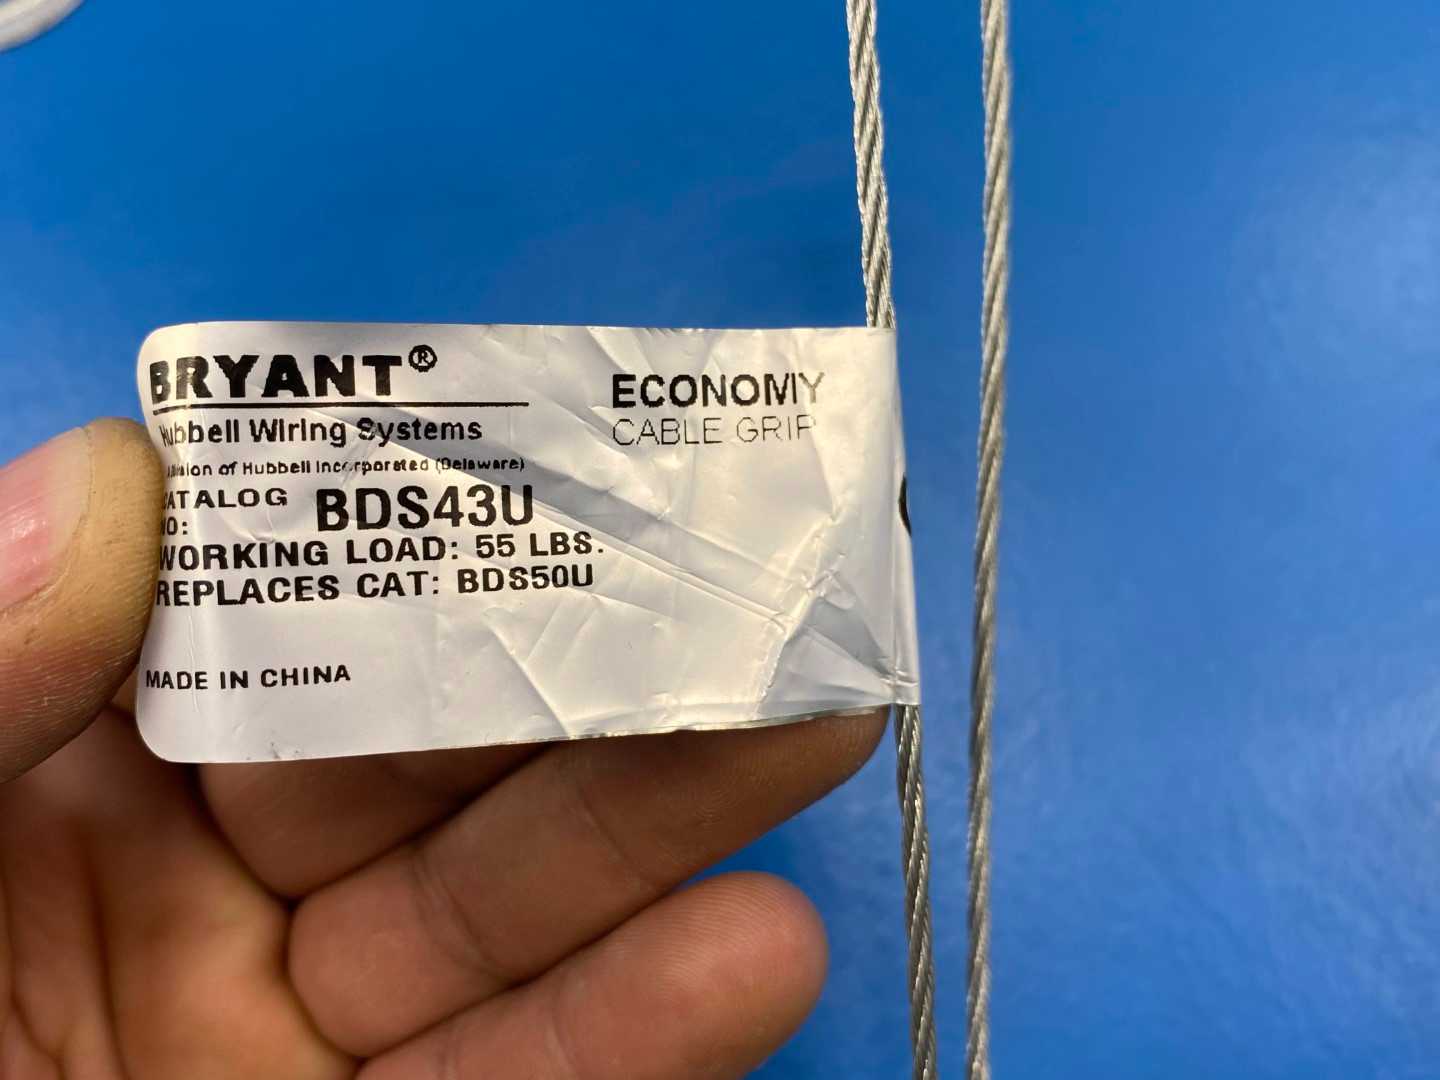 BRYANT®
Hubbell Wiring Systems
Division of Hubbell Incorporated (Delaware)
CATALOG NO: BDS43U
WORKING LOAD: 55 LBS.
REPLACES CAT: BDS50U
MADE IN CHINA
ECONOMY
CABLE GRIP